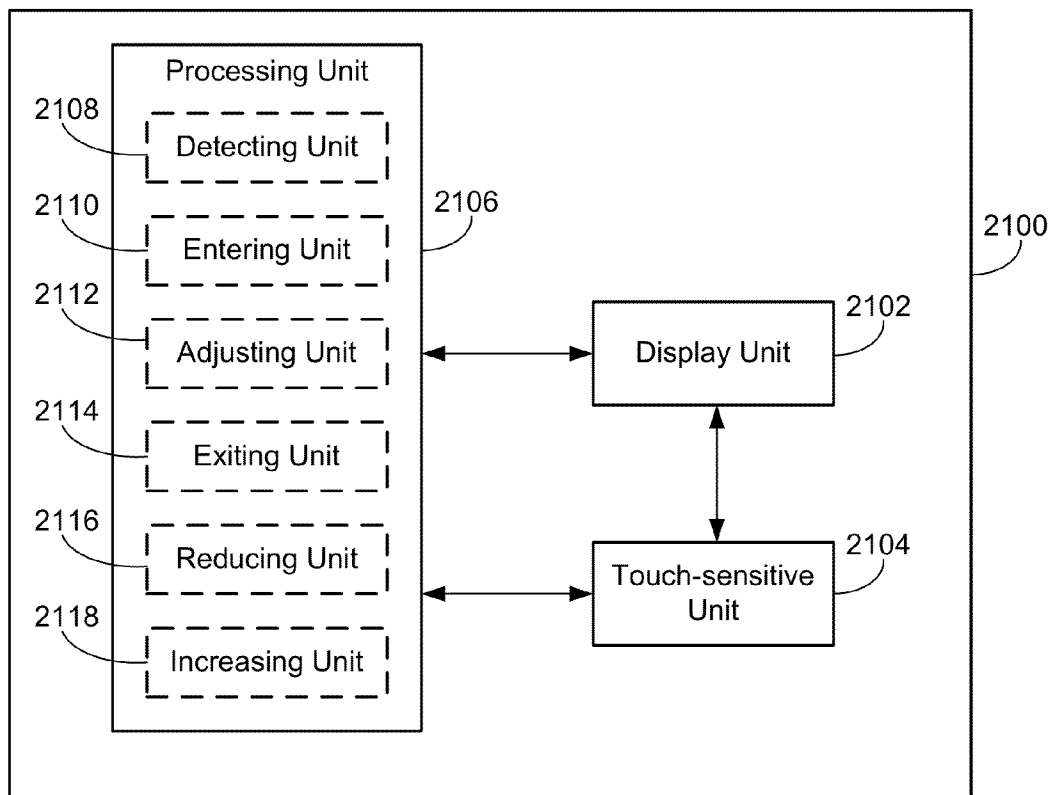 Processing Unit
2108
Detecting Unit
2110
Entering Unit
2106
2100
2112
Adjusting Unit
2102
Display Unit
2114
Exiting Unit
2116
Reducing Unit
2104
Touch-sensitive
Unit
2118
Increasing Unit